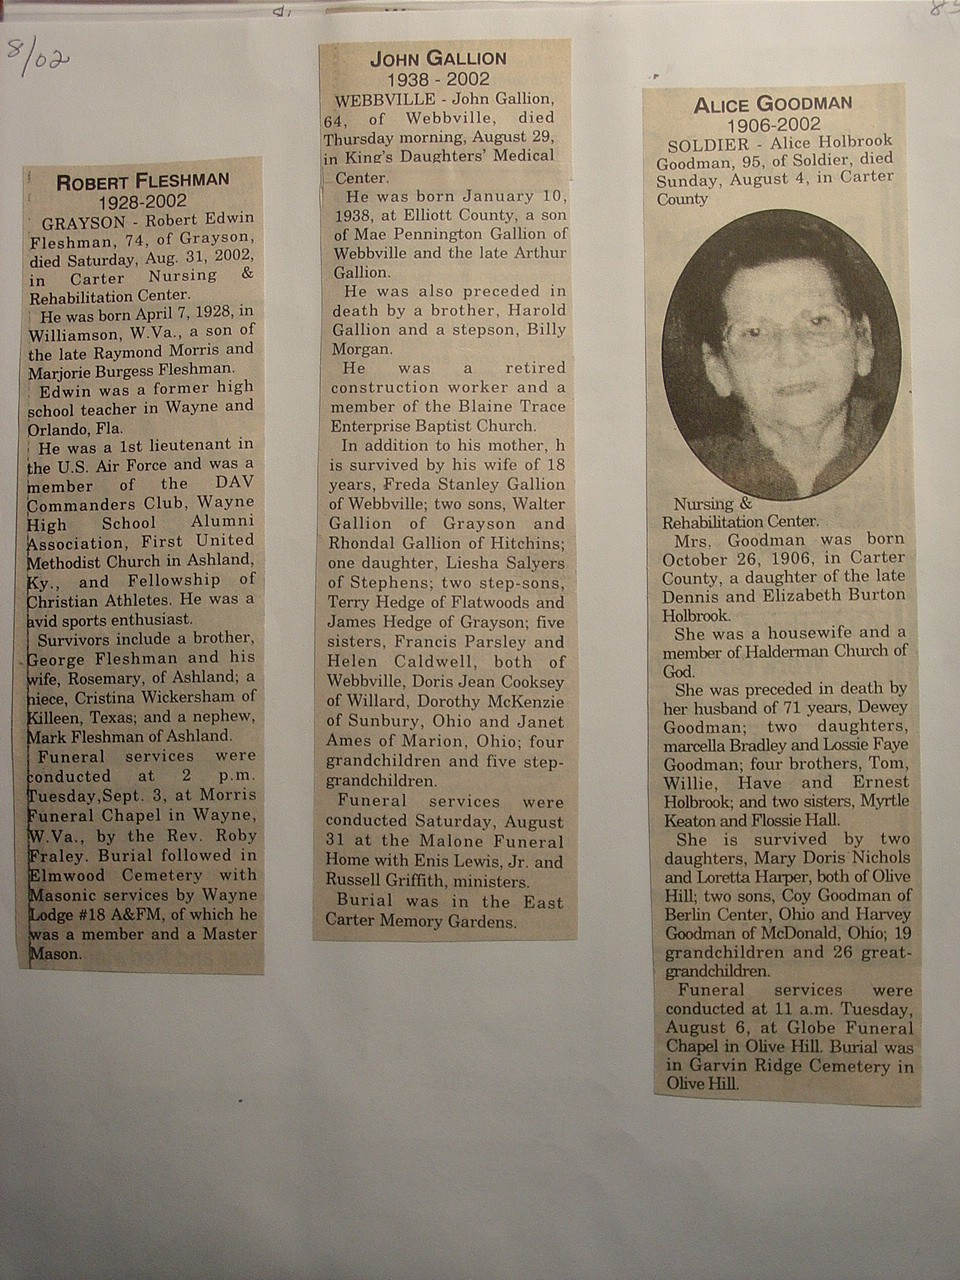 8/02
ROBERT FLESHMAN
1928-2002
GRAYSON - Robert Edwin
Fleshman, 74, of Grayson,
died Saturday, Aug. 31, 2002,
in Carter Nursing &
Rehabilitation Center.
He was born April 7, 1928, in
Williamson, W.Va., a son of
the late Raymond Morris and
Marjorie Burgess Fleshman.
Edwin was a former high
school teacher in Wayne and
Orlando, Fla.
He was a 1st lieutenant in
the U.S. Air Force and was a
member of the DAV
Commanders Club, Wayne
High School Alumni
Association, First United
Methodist Church in Ashland,
Ky., and Fellowship of
Christian Athletes. He was a
avid sports enthusiast.
Survivors include a brother,
George Fleshman and his
wife, Rosemary, of Ashland; a
niece, Cristina Wickersham of
Killeen, Texas; and a nephew,
Mark Fleshman of Ashland.
Funeral services were
conducted at 2 p.m.
Tuesday,Sept. 3, at Morris
Funeral Chapel in Wayne,
W.Va., by the Rev. Roby
Fraley. Burial followed in
Elmwood Cemetery with
Masonic services by Wayne
Lodge #18 A&FM, of which he
was a member and a Master
Mason.
JOHN GALLION
1938 - 2002
WEBBVILLE - John Gallion,
64, of Webbville, died
Thursday morning, August 29,
in King's Daughters' Medical
Center.
He was born January 10,
1938, at Elliott County, a son
of Mae Pennington Gallion of
Webbville and the late Arthur
Gallion.
He was also preceded in
death by a brother, Harold
Gallion and a stepson, Billy
Morgan.
He was a retired
construction worker and a
member of the Blaine Trace
Enterprise Baptist Church.
In addition to his mother, h
is survived by his wife of 18
years, Freda Stanley Gallion
of Webbville; two sons, Walter
Gallion of Grayson and
Rhondal Gallion of Hitchins;
one daughter, Liesha Salyers
of Stephens; two step-sons,
Terry Hedge of Flatwoods and
James Hedge of Grayson; five
sisters, Francis Parsley and
Helen Caldwell, both of
Webbville, Doris Jean Cooksey
of Willard, Dorothy McKenzie
of Sunbury, Ohio and Janet
Ames of Marion, Ohio; four
grandchildren and five step-
grandchildren.
Funeral services were
conducted Saturday, August
31 at the Malone Funeral
Home with Enis Lewis, Jr. and
Russell Griffith, ministers.
Burial was in the East
Carter Memory Gardens.
ALICE GOODMAN
1906-2002
SOLDIER - Alice Holbrook
Goodman, 95, of Soldier, died
Sunday, August 4, in Carter
County
Nursing &
Rehabilitation Center.
Mrs. Goodman was born
October 26, 1906, in Carter
County, a daughter of the late
Dennis and Elizabeth Burton
Holbrook.
She was a housewife and a
member of Halderman Church of
God.
She was preceded in death by
her husband of 71 years, Dewey
Goodman; two daughters,
marcella Bradley and Lossie Faye
Goodman; four brothers, Tom,
Willie, Have and Ernest
Holbrook; and two sisters, Myrtle
Keaton and Flossie Hall.
She is survived by two
daughters, Mary Doris Nichols
and Loretta Harper, both of Olive
Hill; two sons, Coy Goodman of
Berlin Center, Ohio and Harvey
Goodman of McDonald, Ohio; 19
grandchildren and 26 great-
grandchildren.
Funeral services were
conducted at 11 a.m. Tuesday,
August 6, at Globe Funeral
Chapel in Olive Hill. Burial was
in Garvin Ridge Cemetery in
Olive Hill.